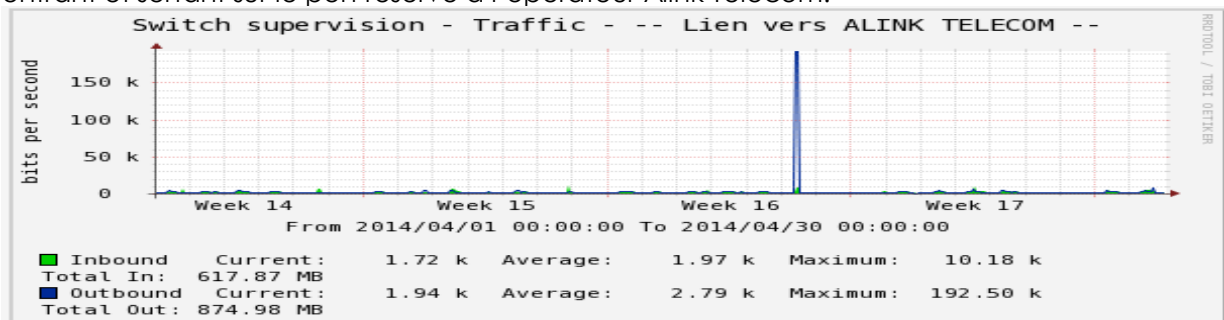 Switch supervision - Traffic - -- Lien vers ALINK TELECOM --
RRDTOOL / TOBI OETIKER
bits per second
150 k
100 k
50 k
0
Week 14 Week 15 Week 16 Week 17
From 2014/04/01 00:00:00 To 2014/04/30 00:00:00
Inbound Current: 1.72 k Average: 1.97 k Maximum: 10.18 k
Total In: 617.87 MB
Outbound Current: 1.94 k Average: 2.79 k Maximum: 192.50 k
Total Out: 874.98 MB